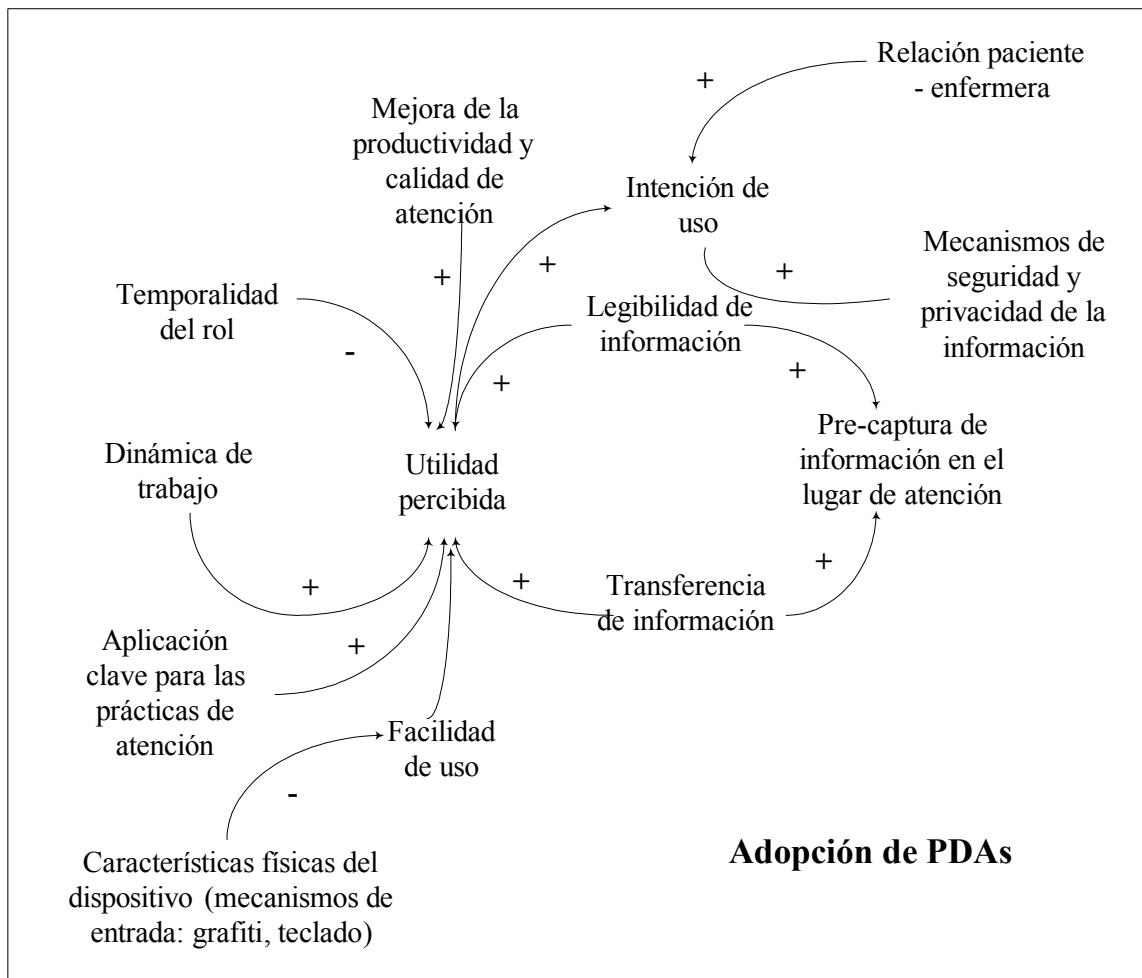 Relación paciente
- enfermera
+
Mejora de la
productividad y
calidad de
atención
Intención de
uso
Mecanismos de
seguridad y
privacidad de la
información
+
+
+
Temporalidad
del rol
-
Legibilidad de
información
+
+
Dinámica de
trabajo
Utilidad
percibida
Pre-captura de
información en el
lugar de atención
+
+
Transferencia
de información
+
Aplicación
clave para las
prácticas de
atención
+
Facilidad
de uso
-
Características físicas del
dispositivo (mecanismos de
entrada: grafiti, teclado)
Adopción de PDAs